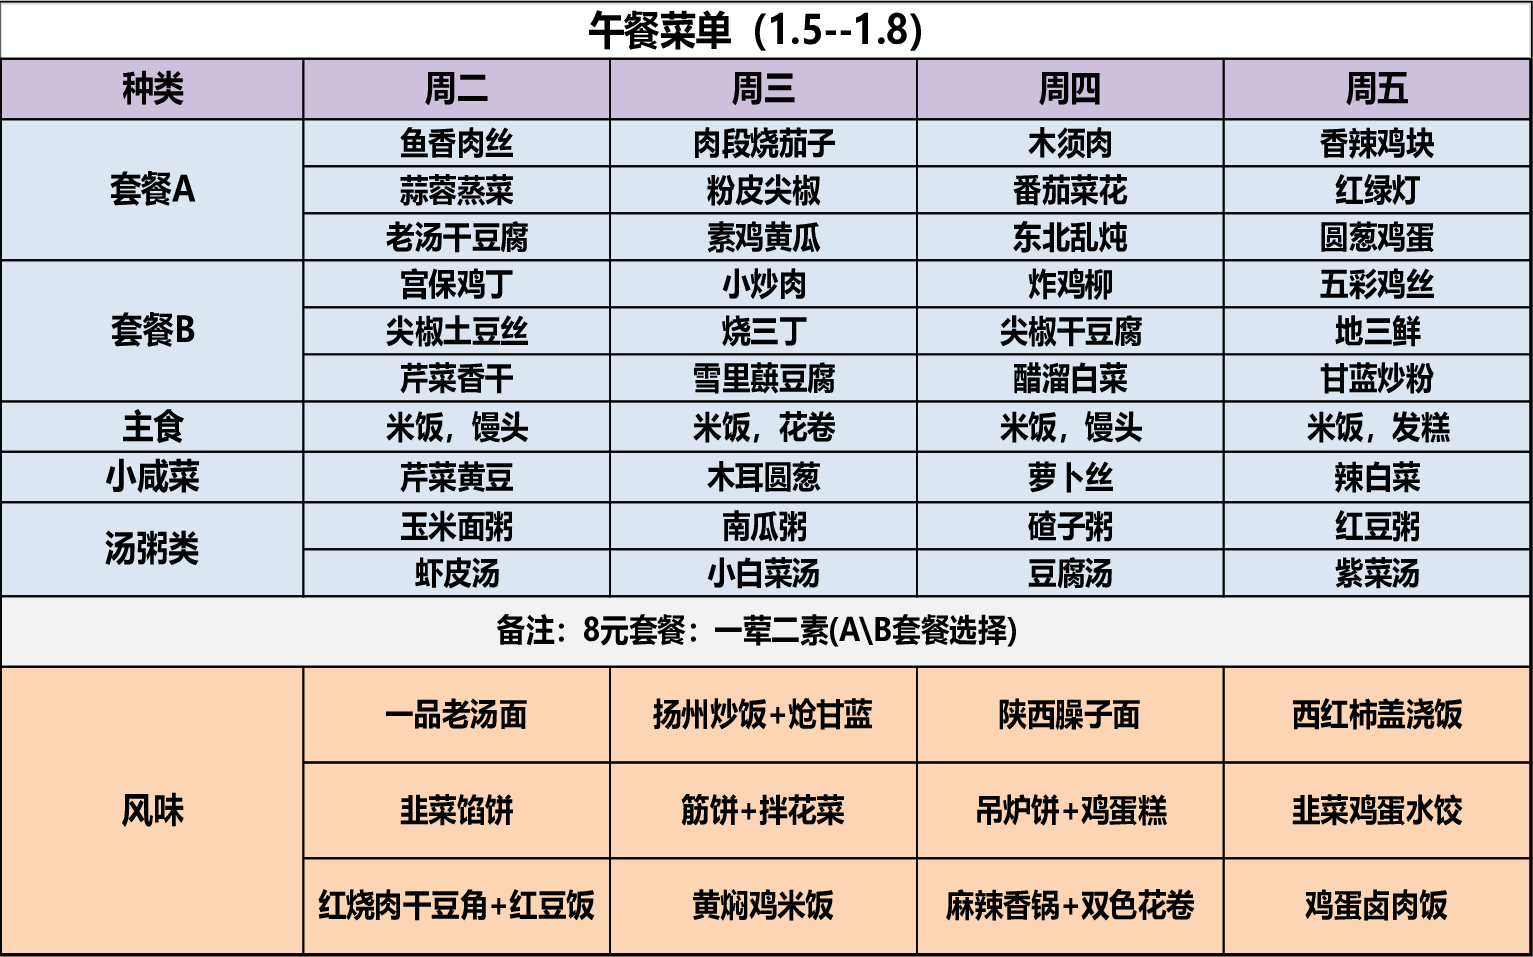 午餐菜单（1.5--1.8）
种类 周二 周三 周四 周五
套餐A
鱼香肉丝 肉段烧茄子 木须肉 香辣鸡块
蒜蓉蒸菜 粉皮尖椒 番茄菜花 红绿灯
老汤干豆腐 素鸡黄瓜 东北乱炖 圆葱鸡蛋
套餐B
宫保鸡丁 小炒肉 炸鸡柳 五彩鸡丝
尖椒土豆丝 烧三丁 尖椒干豆腐 地三鲜
芹菜香干 雪里蕻豆腐 醋溜白菜 甘蓝炒粉
主食 米饭，馒头 米饭，花卷 米饭，馒头 米饭，发糕
小咸菜 芹菜黄豆 木耳圆葱 萝卜丝 辣白菜
汤粥类
玉米面粥 南瓜粥 碴子粥 红豆粥
虾皮汤 小白菜汤 豆腐汤 紫菜汤
备注：8元套餐：一荤二素(A\B套餐选择)
风味
一品老汤面 扬州炒饭+炝甘蓝 陕西臊子面 西红柿盖浇饭
韭菜馅饼 筋饼+拌花菜 吊炉饼+鸡蛋糕 韭菜鸡蛋水饺
红烧肉干豆角+红豆饭 黄焖鸡米饭 麻辣香锅+双色花卷 鸡蛋卤肉饭